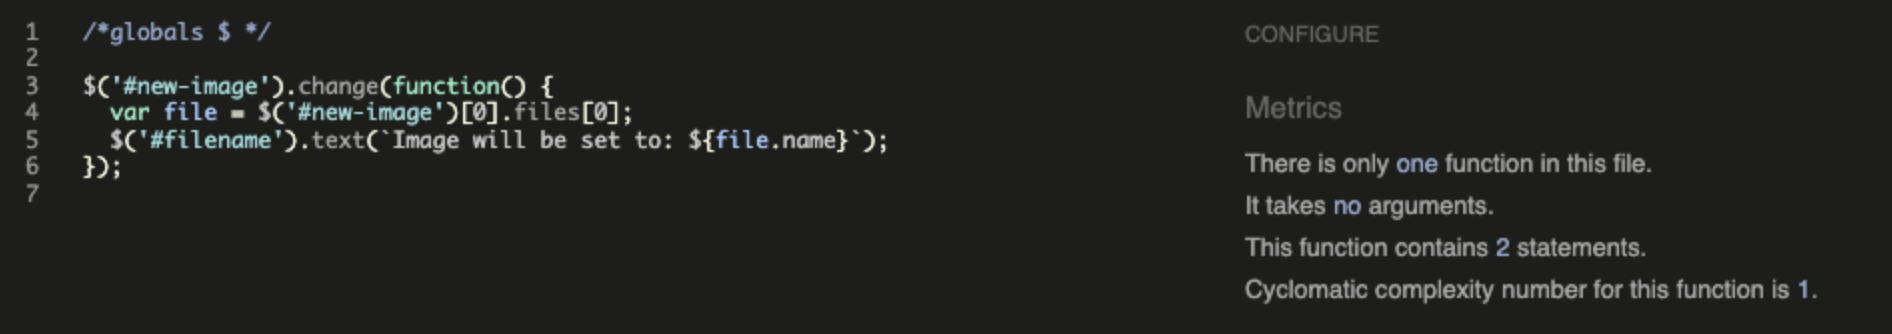 1 /*globals $ */
2
3 $('#new-image').change(function() {
4 var file = $('#new-image')[0].files[0];
5 $('#filename').text(`Image will be set to: ${file.name}`);
6 });
7
CONFIGURE
Metrics
There is only one function in this file.
It takes no arguments.
This function contains 2 statements.
Cyclomatic complexity number for this function is 1.